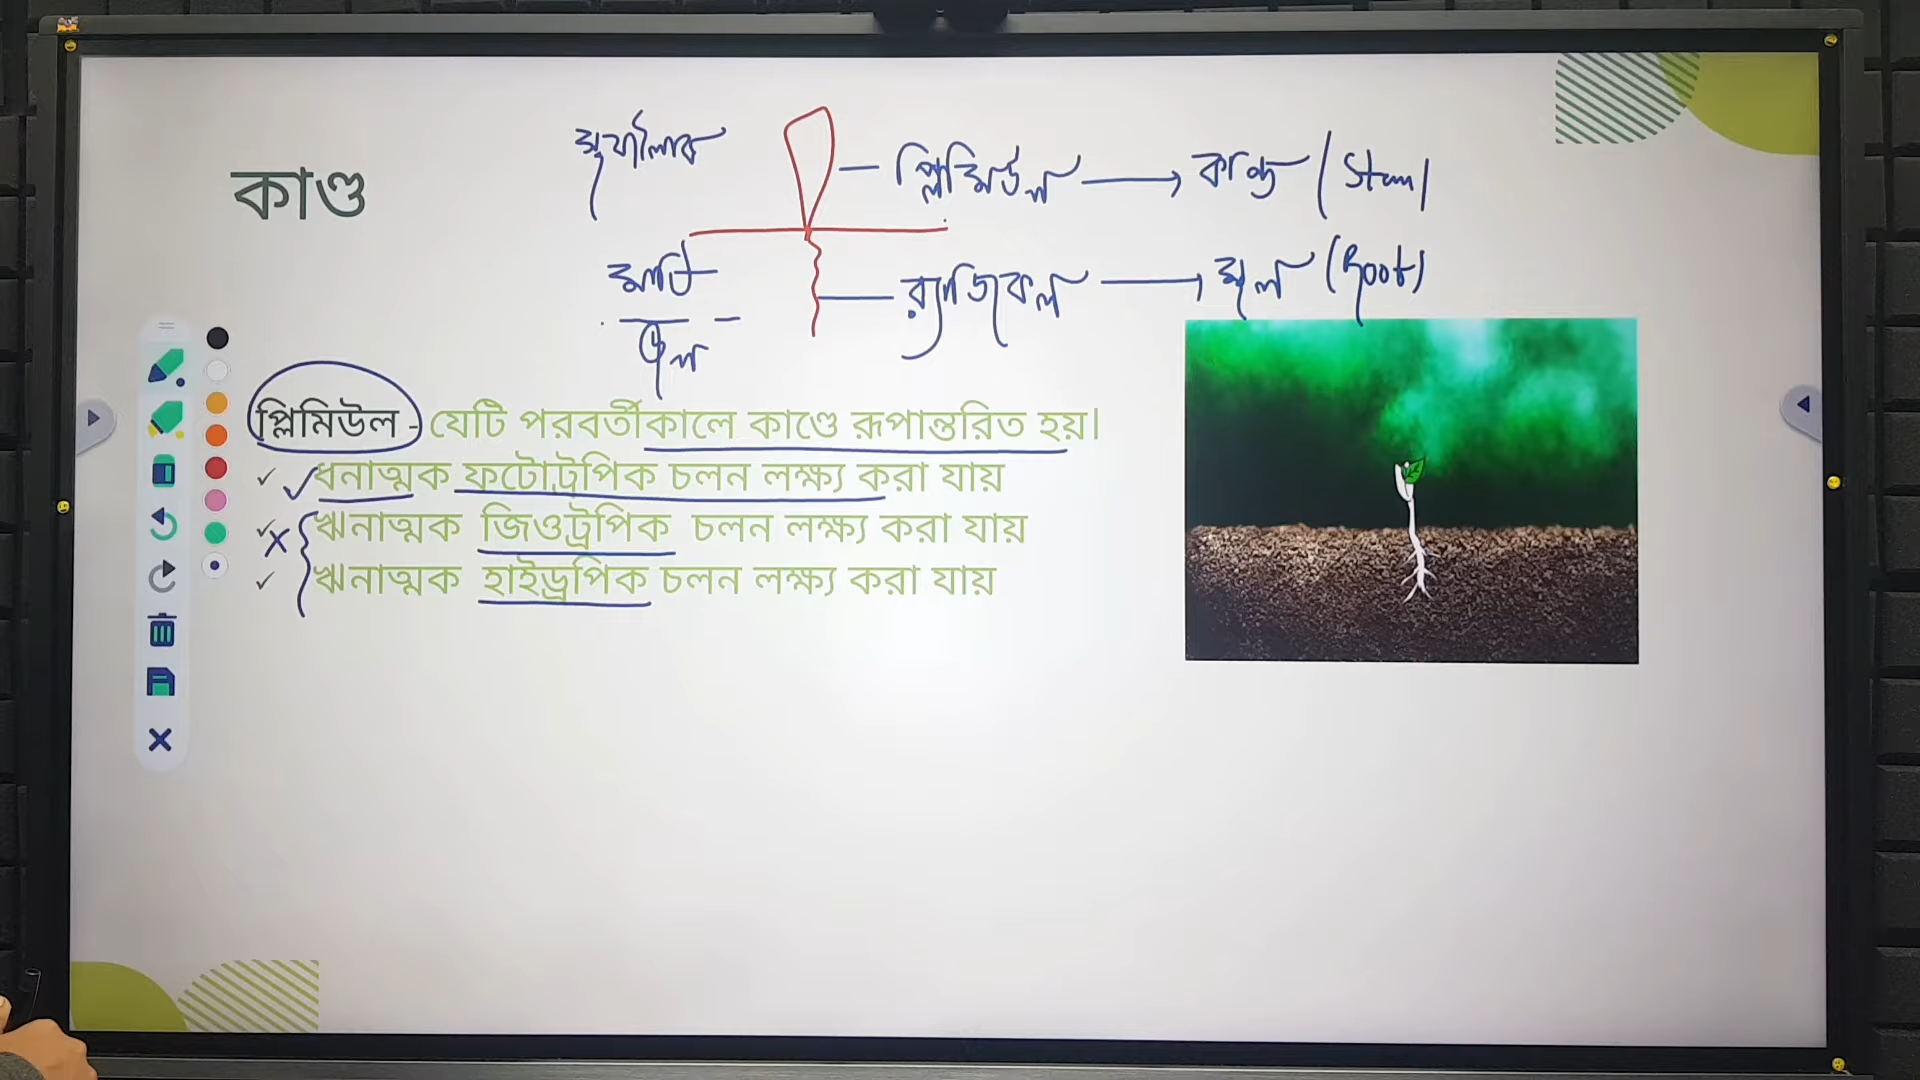 কাণ্ড
সূর্যালোক
প্লিমিউল → কান্ড / Stem /
মাটি
র‍্যাডিকেল → মূল (Root)
জল
প্লিমিউল - যেটি পরবর্তীকালে কাণ্ডে রূপান্তরিত হয়।
✓ ধনাত্মক ফটোট্রপিক চলন লক্ষ্য করা যায়
✓ ঋনাত্মক জিওট্রপিক চলন লক্ষ্য করা যায়
✓ ঋনাত্মক হাইড্রপিক চলন লক্ষ্য করা যায়